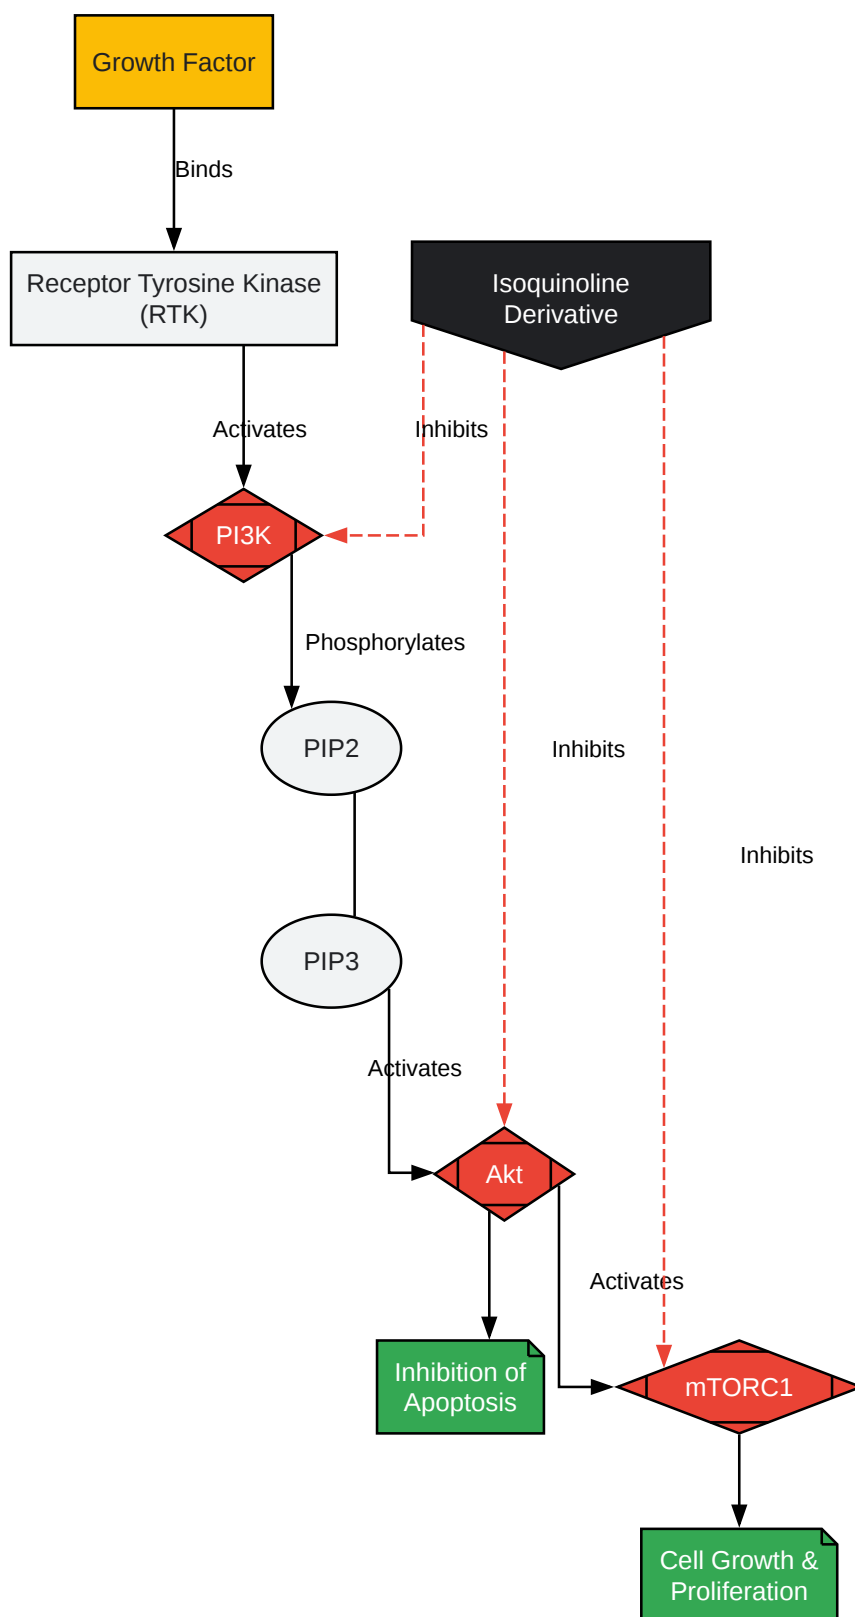 Growth Factor
Binds
Receptor Tyrosine Kinase
(RTK)
Isoquinoline
Derivative
Activates
Inhibits
PI3K
Phosphorylates
PIP2
Inhibits
Inhibits
PIP3
Activates
Akt
Activates
Inhibition of
Apoptosis
mTORC1
Cell Growth &
Proliferation